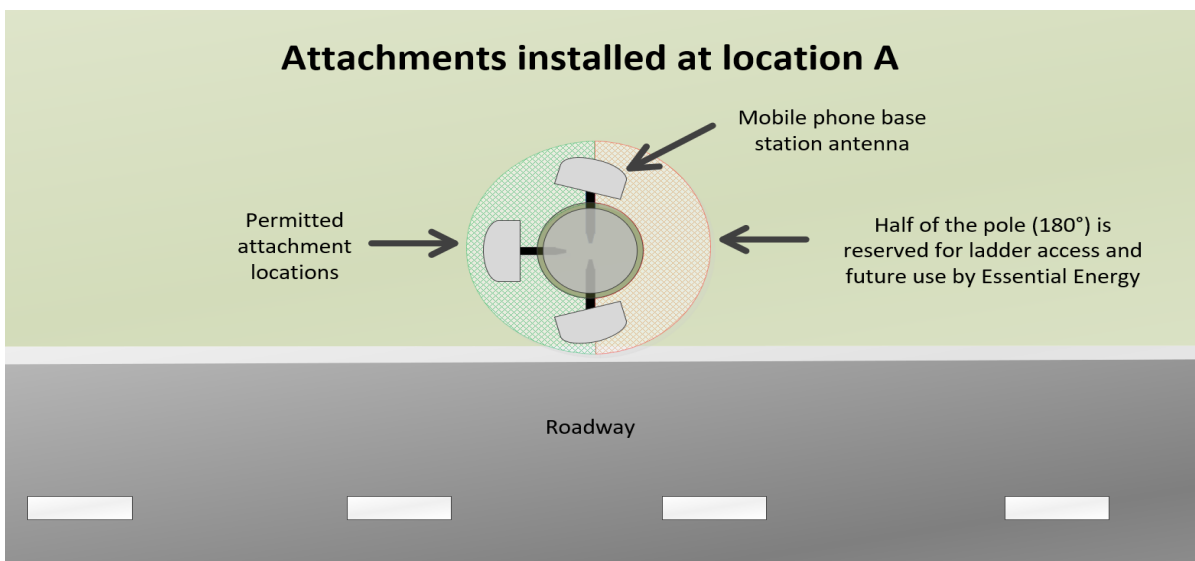 Attachments installed at location A
Mobile phone base
station antenna
Permitted
attachment
locations
Half of the pole (180°) is
reserved for ladder access and
future use by Essential Energy
Roadway